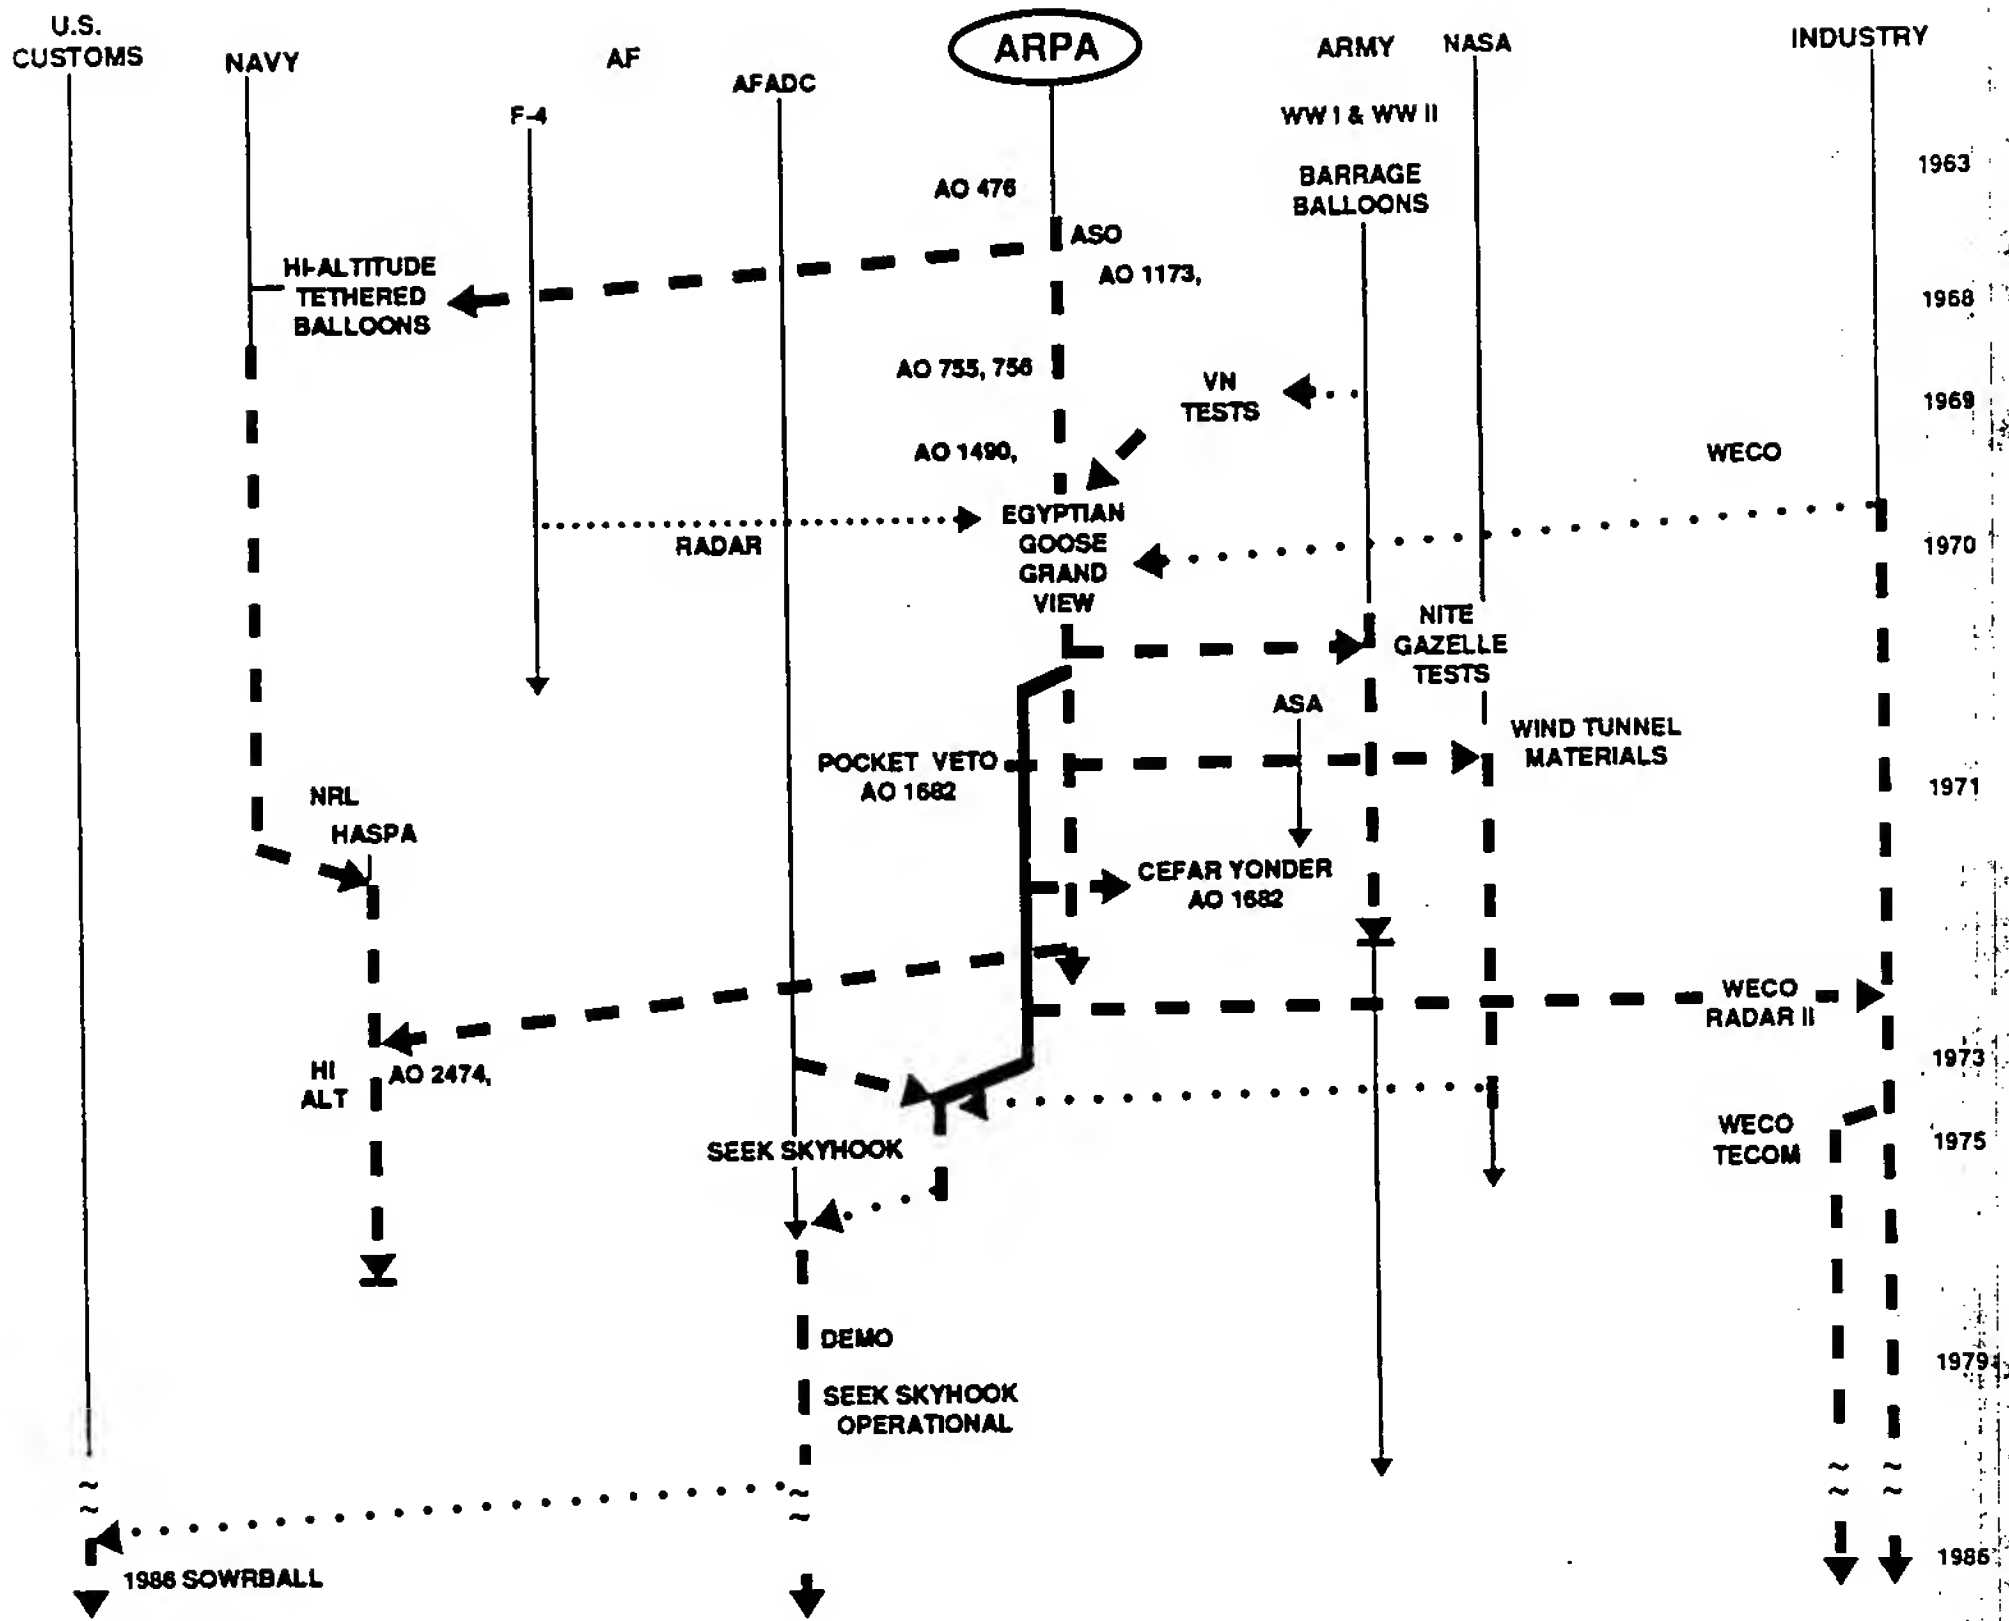 U.S.
CUSTOMS
NAVY
AF
ARPA
ARMY
NASA
INDUSTRY
F-4
AFADC
WW I & WW II
1963
BARRAGE
BALLOONS
AO 476
ASO
AO 1173,
HI-ALTITUDE
TETHERED
BALLOONS
1968
AO 755, 756
VN
TESTS
1969
AO 1490,
WECO
RADAR
EGYPTIAN
GOOSE
GRAND
VIEW
1970
NITE
GAZELLE
TESTS
ASA
WIND TUNNEL
MATERIALS
POCKET VETO
AO 1682
1971
NRL
HASPA
CEFAR YONDER
AO 1682
WECO
RADAR II
1973
HI
ALT
AO 2474,
SEEK SKYHOOK
WECO
TECOM
1975
DEMO
1979
SEEK SKYHOOK
OPERATIONAL
1986
1986 SOWRBALL